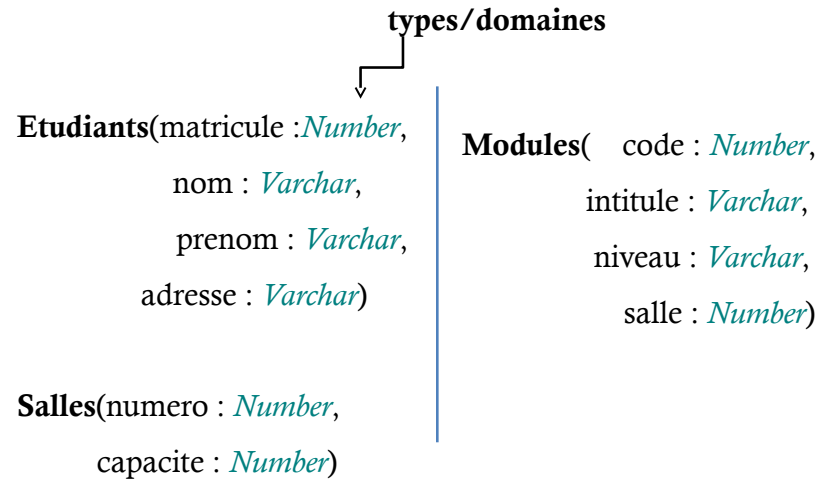 types/domaines
Etudiants(matricule :Number,
nom : Varchar,
prenom : Varchar,
adresse : Varchar)
Salles(numero : Number,
capacite : Number)
Modules( code : Number,
intitule : Varchar,
niveau : Varchar,
salle : Number)